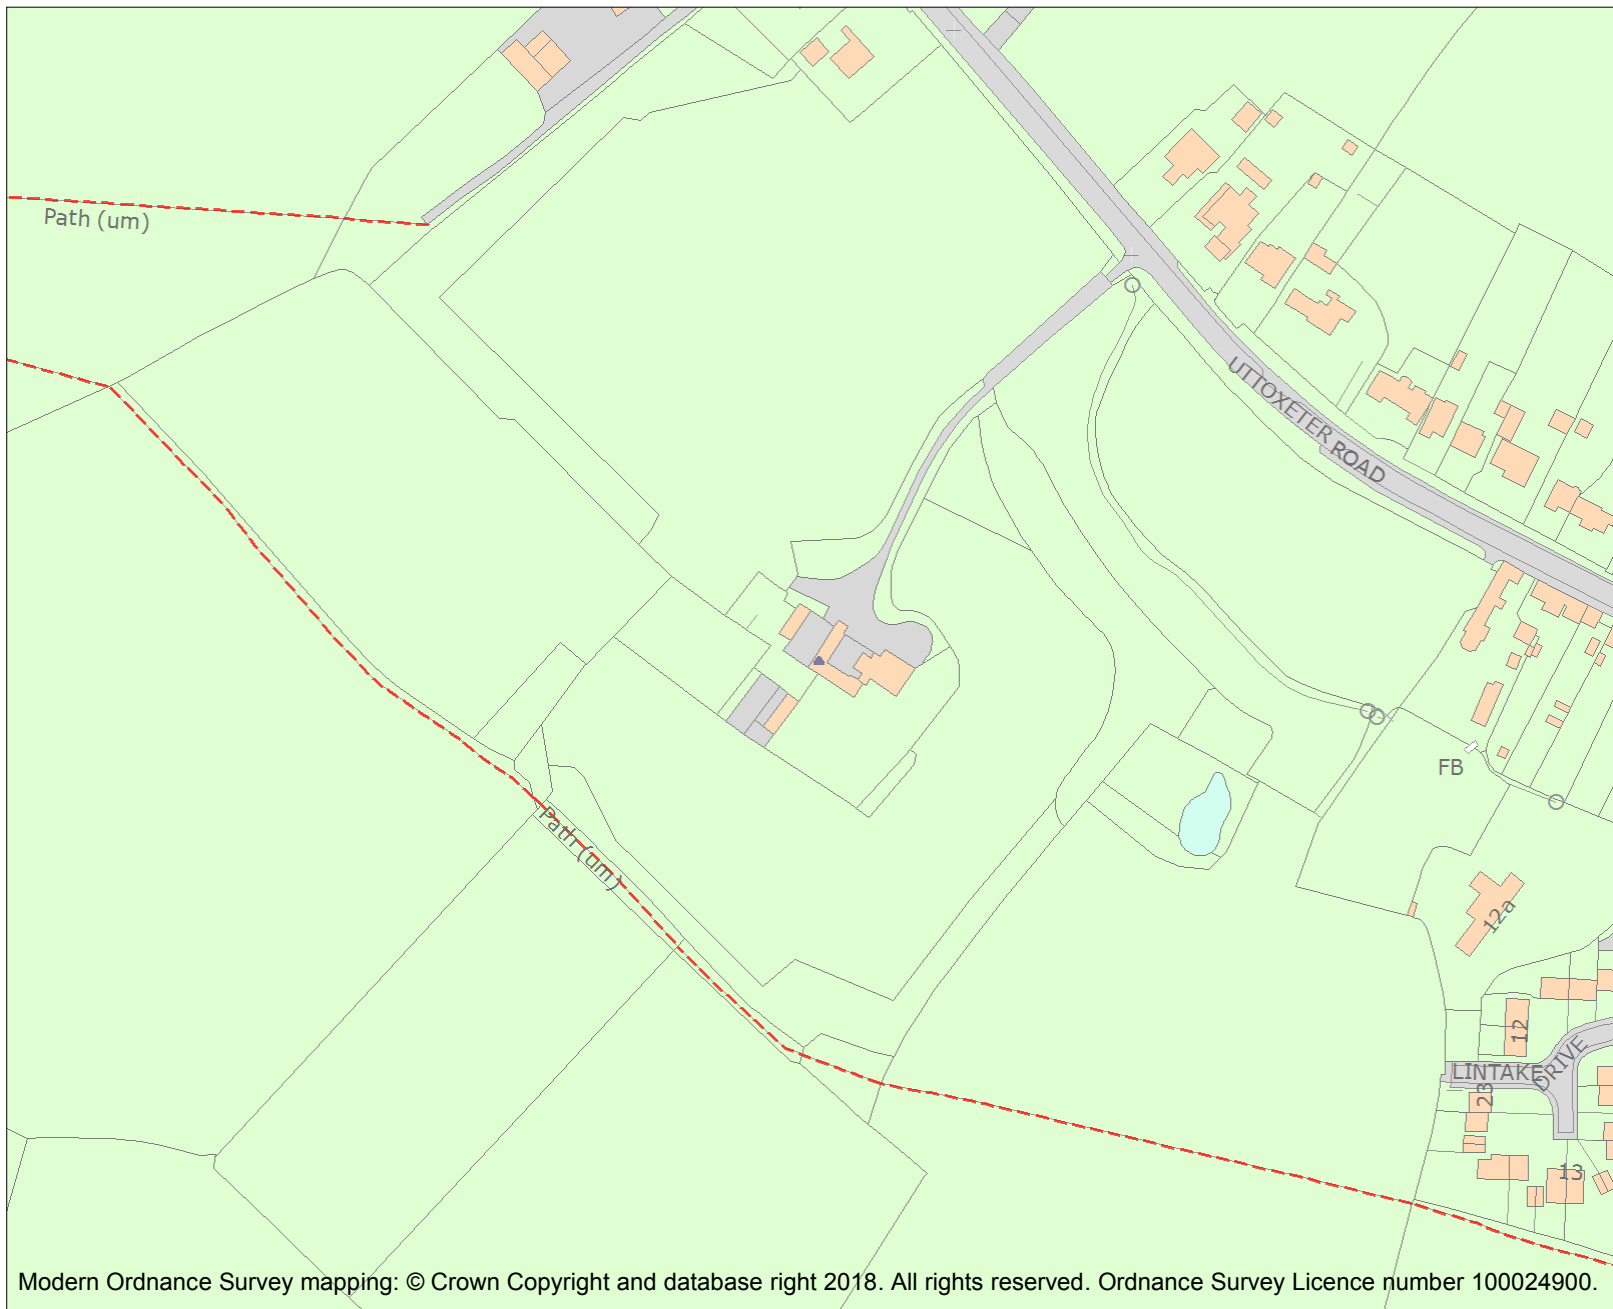 Path (um)
UTTOXETER ROAD
FB
Path (um)
12a
12
LINTAKE DRIVE
23
13
Modern Ordnance Survey mapping: © Crown Copyright and database right 2018. All rights reserved. Ordnance Survey Licence number 100024900.